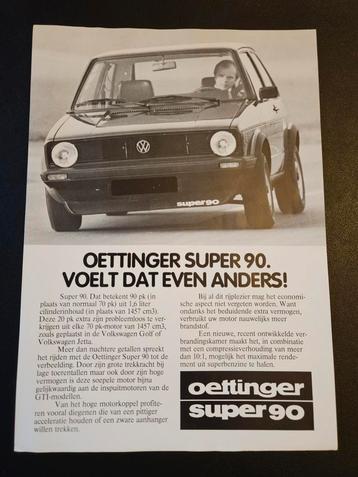 super90
OETTINGER SUPER 90.
VOELT DAT EVEN ANDERS!
Super 90. Dat betekent 90 pk (in
plaats van normaal 70 pk) uit 1,6 liter
cilinderinhoud (in plaats van 1457 cm3).
Deze 20 pk extra zijn probleemloos te ver-
krijgen uit elke 70 pk-motor van 1457 cm3,
zoals geplaatst in de Volkswagen Golf of
Volkswagen Jetta.
Meer dan nuchtere getallen spreekt
het rijden met de Oettinger Super 90 tot de
verbeelding. Door zijn grote trekkracht bij
lage toerentallen maar ook door zijn hoge
vermogen is deze soepele motor bijna
gelijkwaardig aan de inspuitmotoren van de
GTI-modellen.
Van het hoge motorkoppel profite-
ren vooral diegenen die van een pittiger
acceleratie houden of een zware aanhanger
willen trekken.
Bij al dit rijplezier mag het economi-
sche aspect niet vergeten worden. Want
ondanks het beduidende extra vermogen,
verbruikt uw motor nauwelijks meer
brandstof.
Een nieuwe, recent ontwikkelde ver-
brandingskamer maakt het, in combinatie
met een compressieverhouding van meer
dan 10:1, mogelijk het maximale rende-
ment uit superbenzine te halen.
oettinger
super90